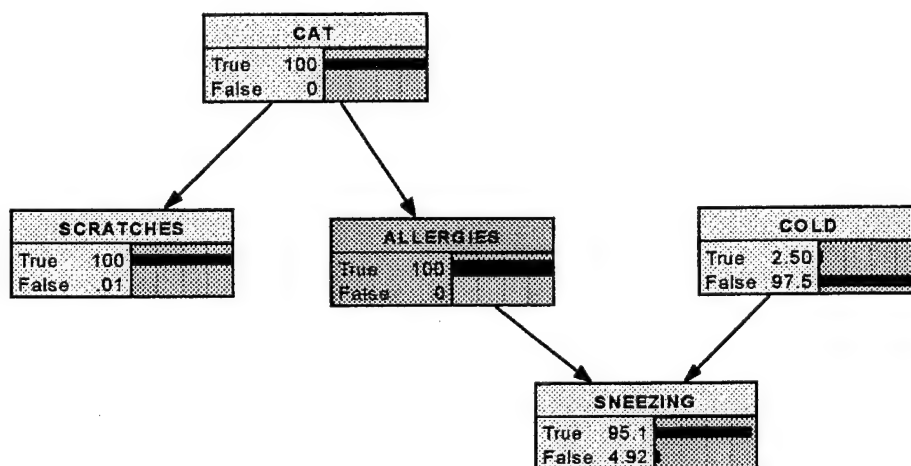 CAT
True 100
False 0
SCRATCHES
True 100
False .01
ALLERGIES
True 100
False 0
COLD
True 2.50
False 97.5
SNEEZING
True 95.1
False 4.92